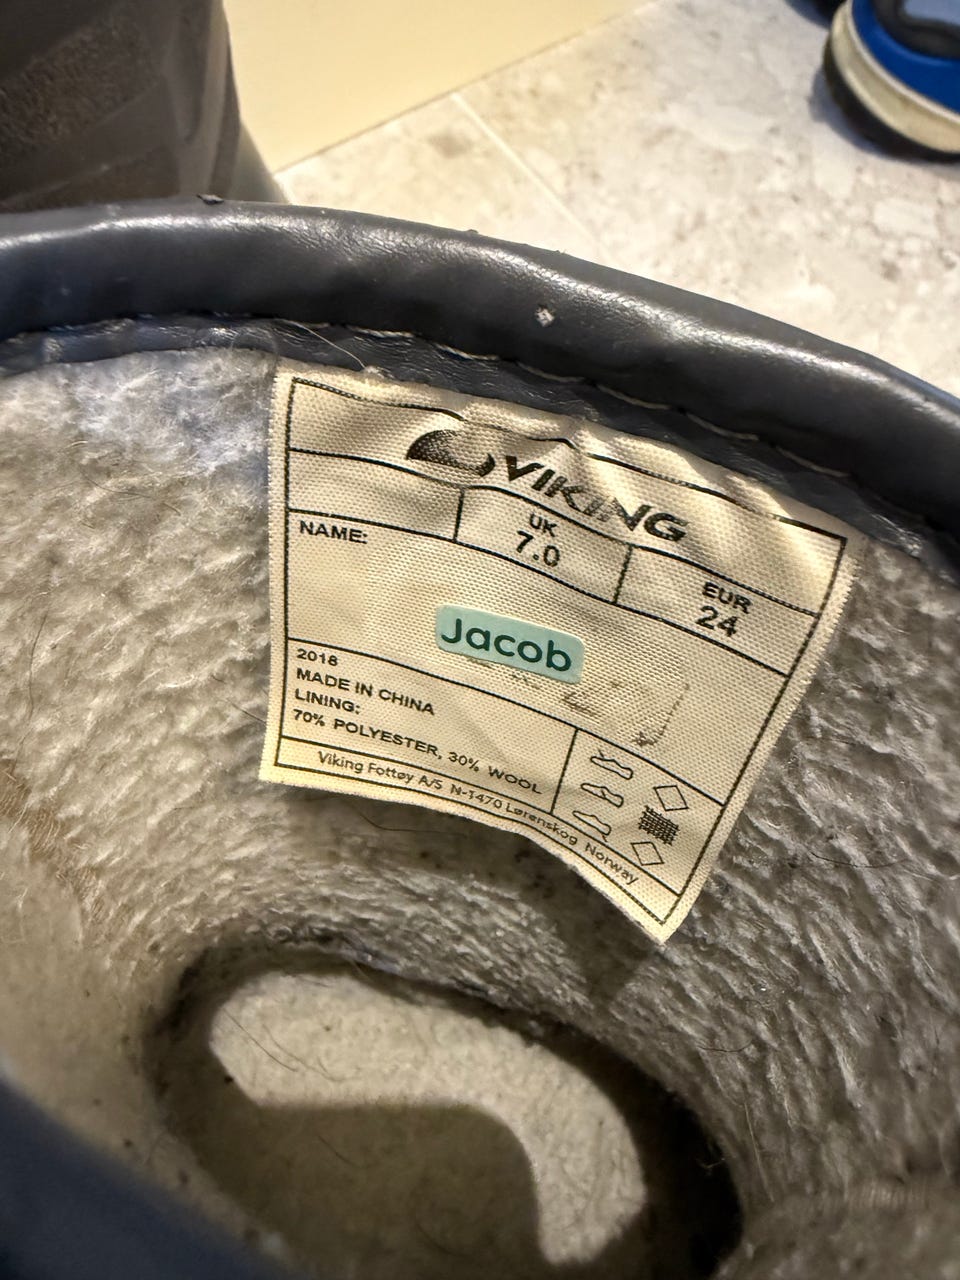 VIKING
UK
7.0
EUR
24
NAME:
Jacob
2018
MADE IN CHINA
LINING:
70% POLYESTER, 30% WOOL
Viking Fottøy A/S N-1470 Lørenskog Norway